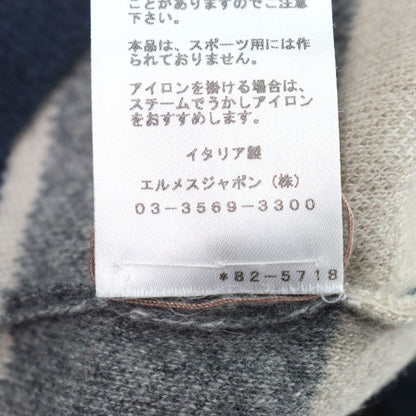 ことがありますのでご注意
下さい。
本品は、スポーツ用には作
られておりません。
アイロンを掛ける場合は、
スチームでうかしアイロン
をおすすめします。
イタリア製
エルメスジャポン（株）
03-3569-3300
*82-5718